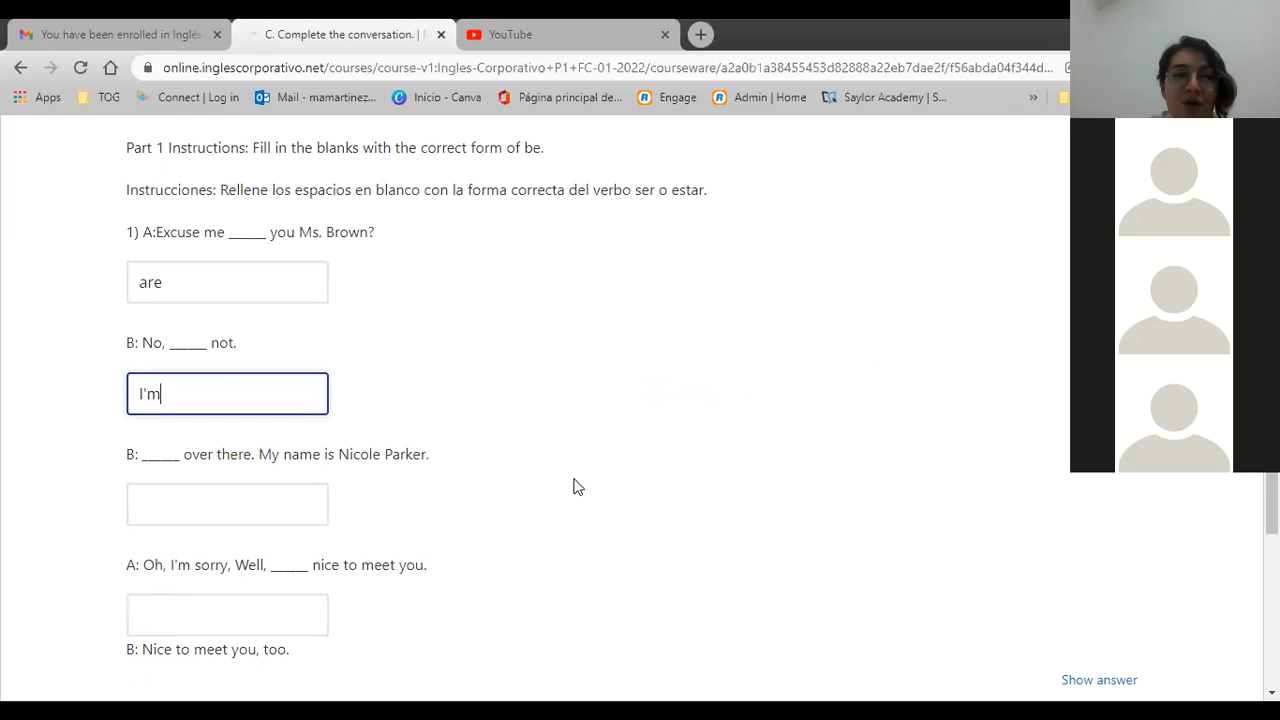 You have been enrolled in Inglés
C. Complete the conversation. |
YouTube
online.inglescorporativo.net/courses/course-v1:Ingles-Corporativo+P1+FC-01-2022/courseware/a2a0b1a38455453d82888a22eb7dae2f/f56abda04f344d...
Apps
TOG
Connect | Log in
Mail - mamartinez...
Inicio - Canva
Página principal de...
Engage
Admin | Home
Saylor Academy | S...
Part 1 Instructions: Fill in the blanks with the correct form of be.
Instrucciones: Rellene los espacios en blanco con la forma correcta del verbo ser o estar.
1) A:Excuse me ______ you Ms. Brown?
are
B: No, ______ not.
I'm
B: ______ over there. My name is Nicole Parker.
A: Oh, I'm sorry, Well, ______ nice to meet you.
B: Nice to meet you, too.
Show answer